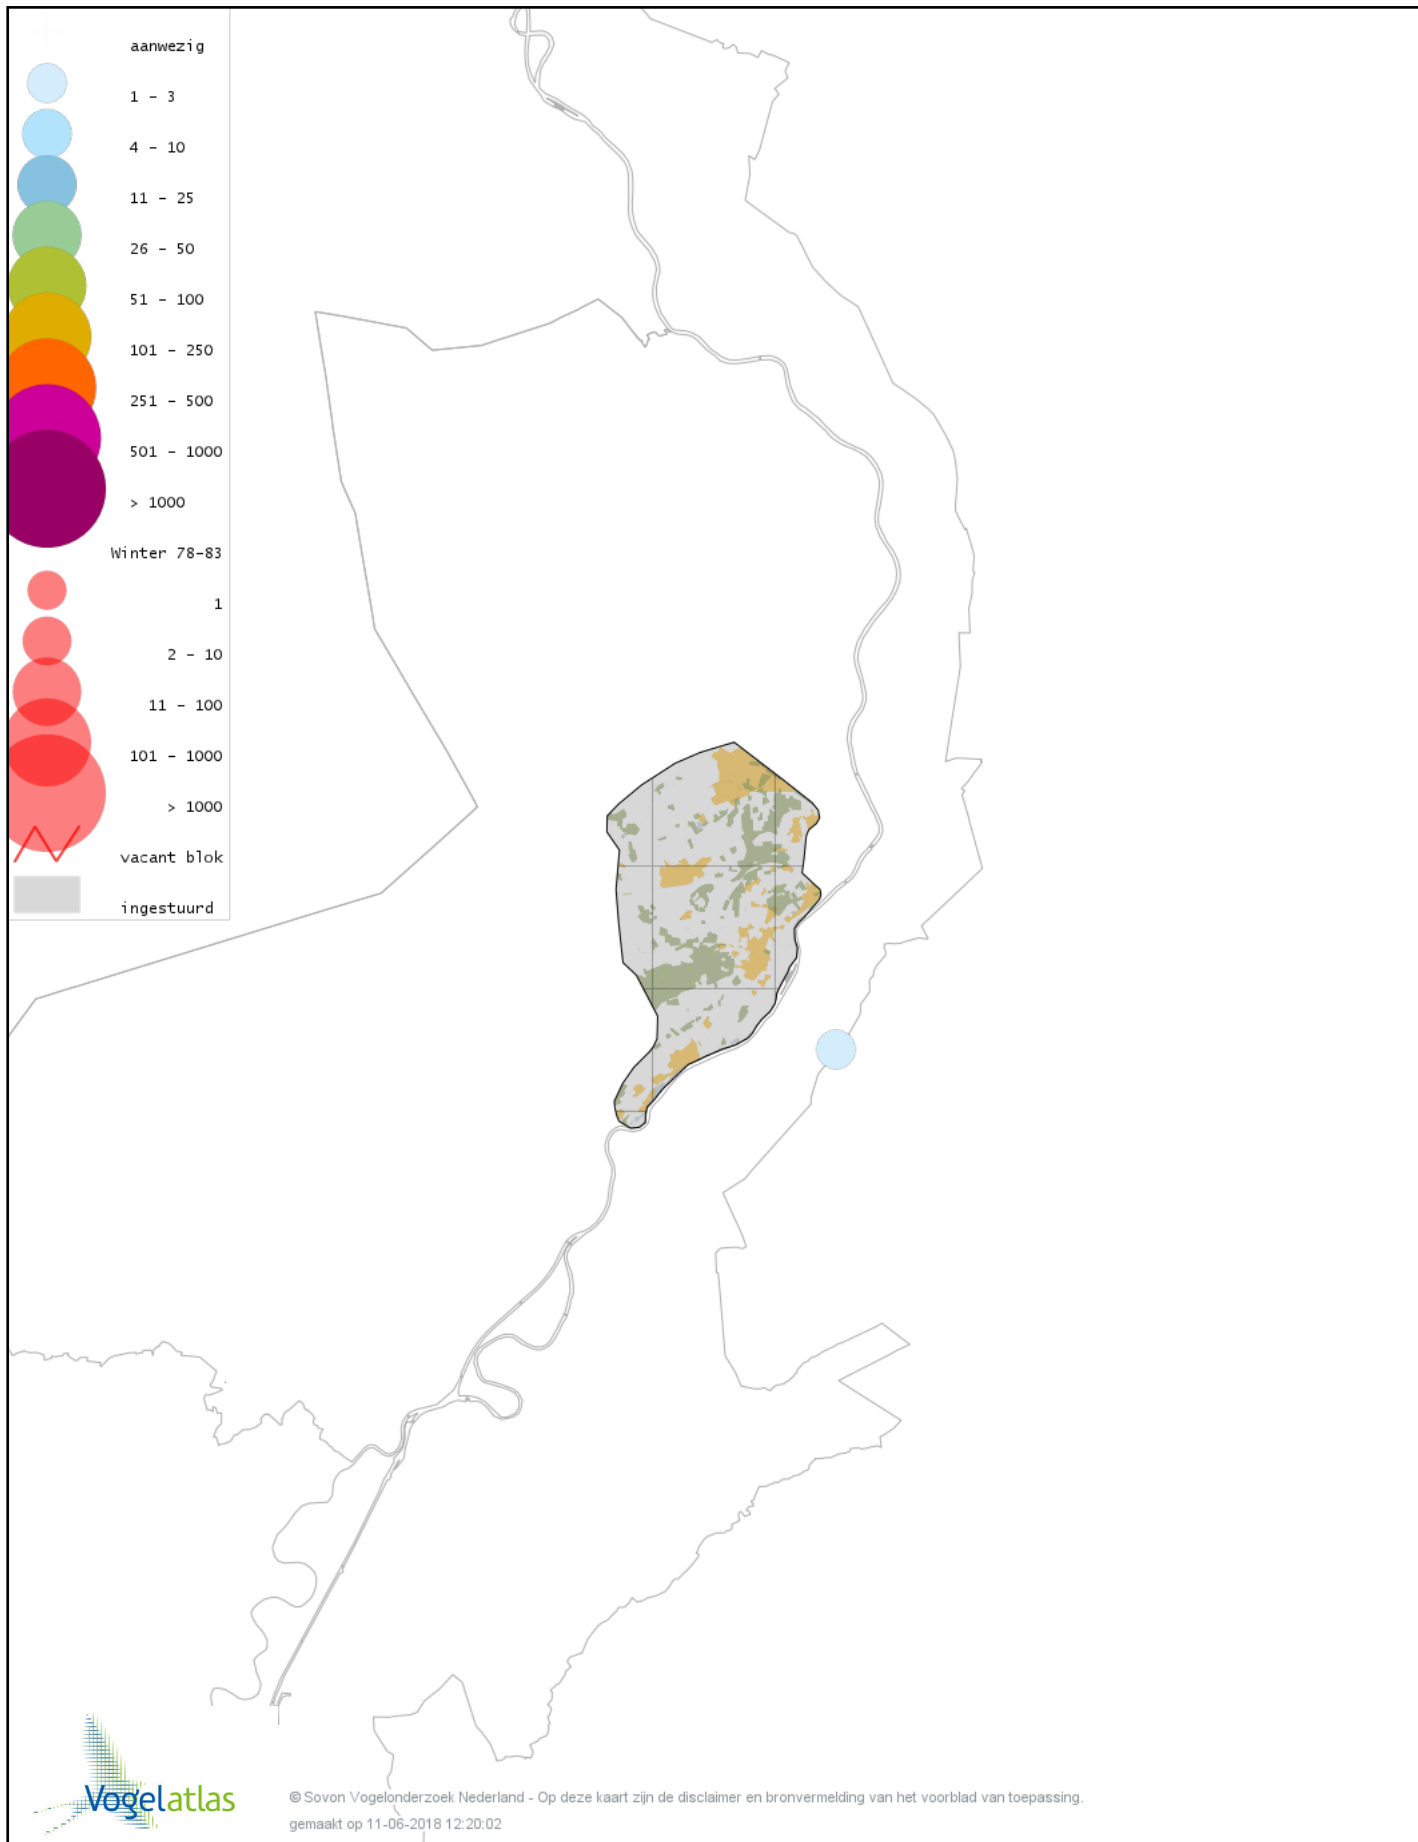 aanwezig
1 - 3
4 - 10
11 - 25
26 - 50
51 - 100
101 - 250
251 - 500
501 - 1000
> 1000
Winter 78-83
1
2 - 10
11 - 100
101 - 1000
> 1000
vacant blok
ingestuurd
Vogelatlas
© Sovon Vogelonderzoek Nederland - Op deze kaart zijn de disclaimer en bronvermelding van het voorblad van toepassing.
gemaakt op 11-06-2018 12:20:02